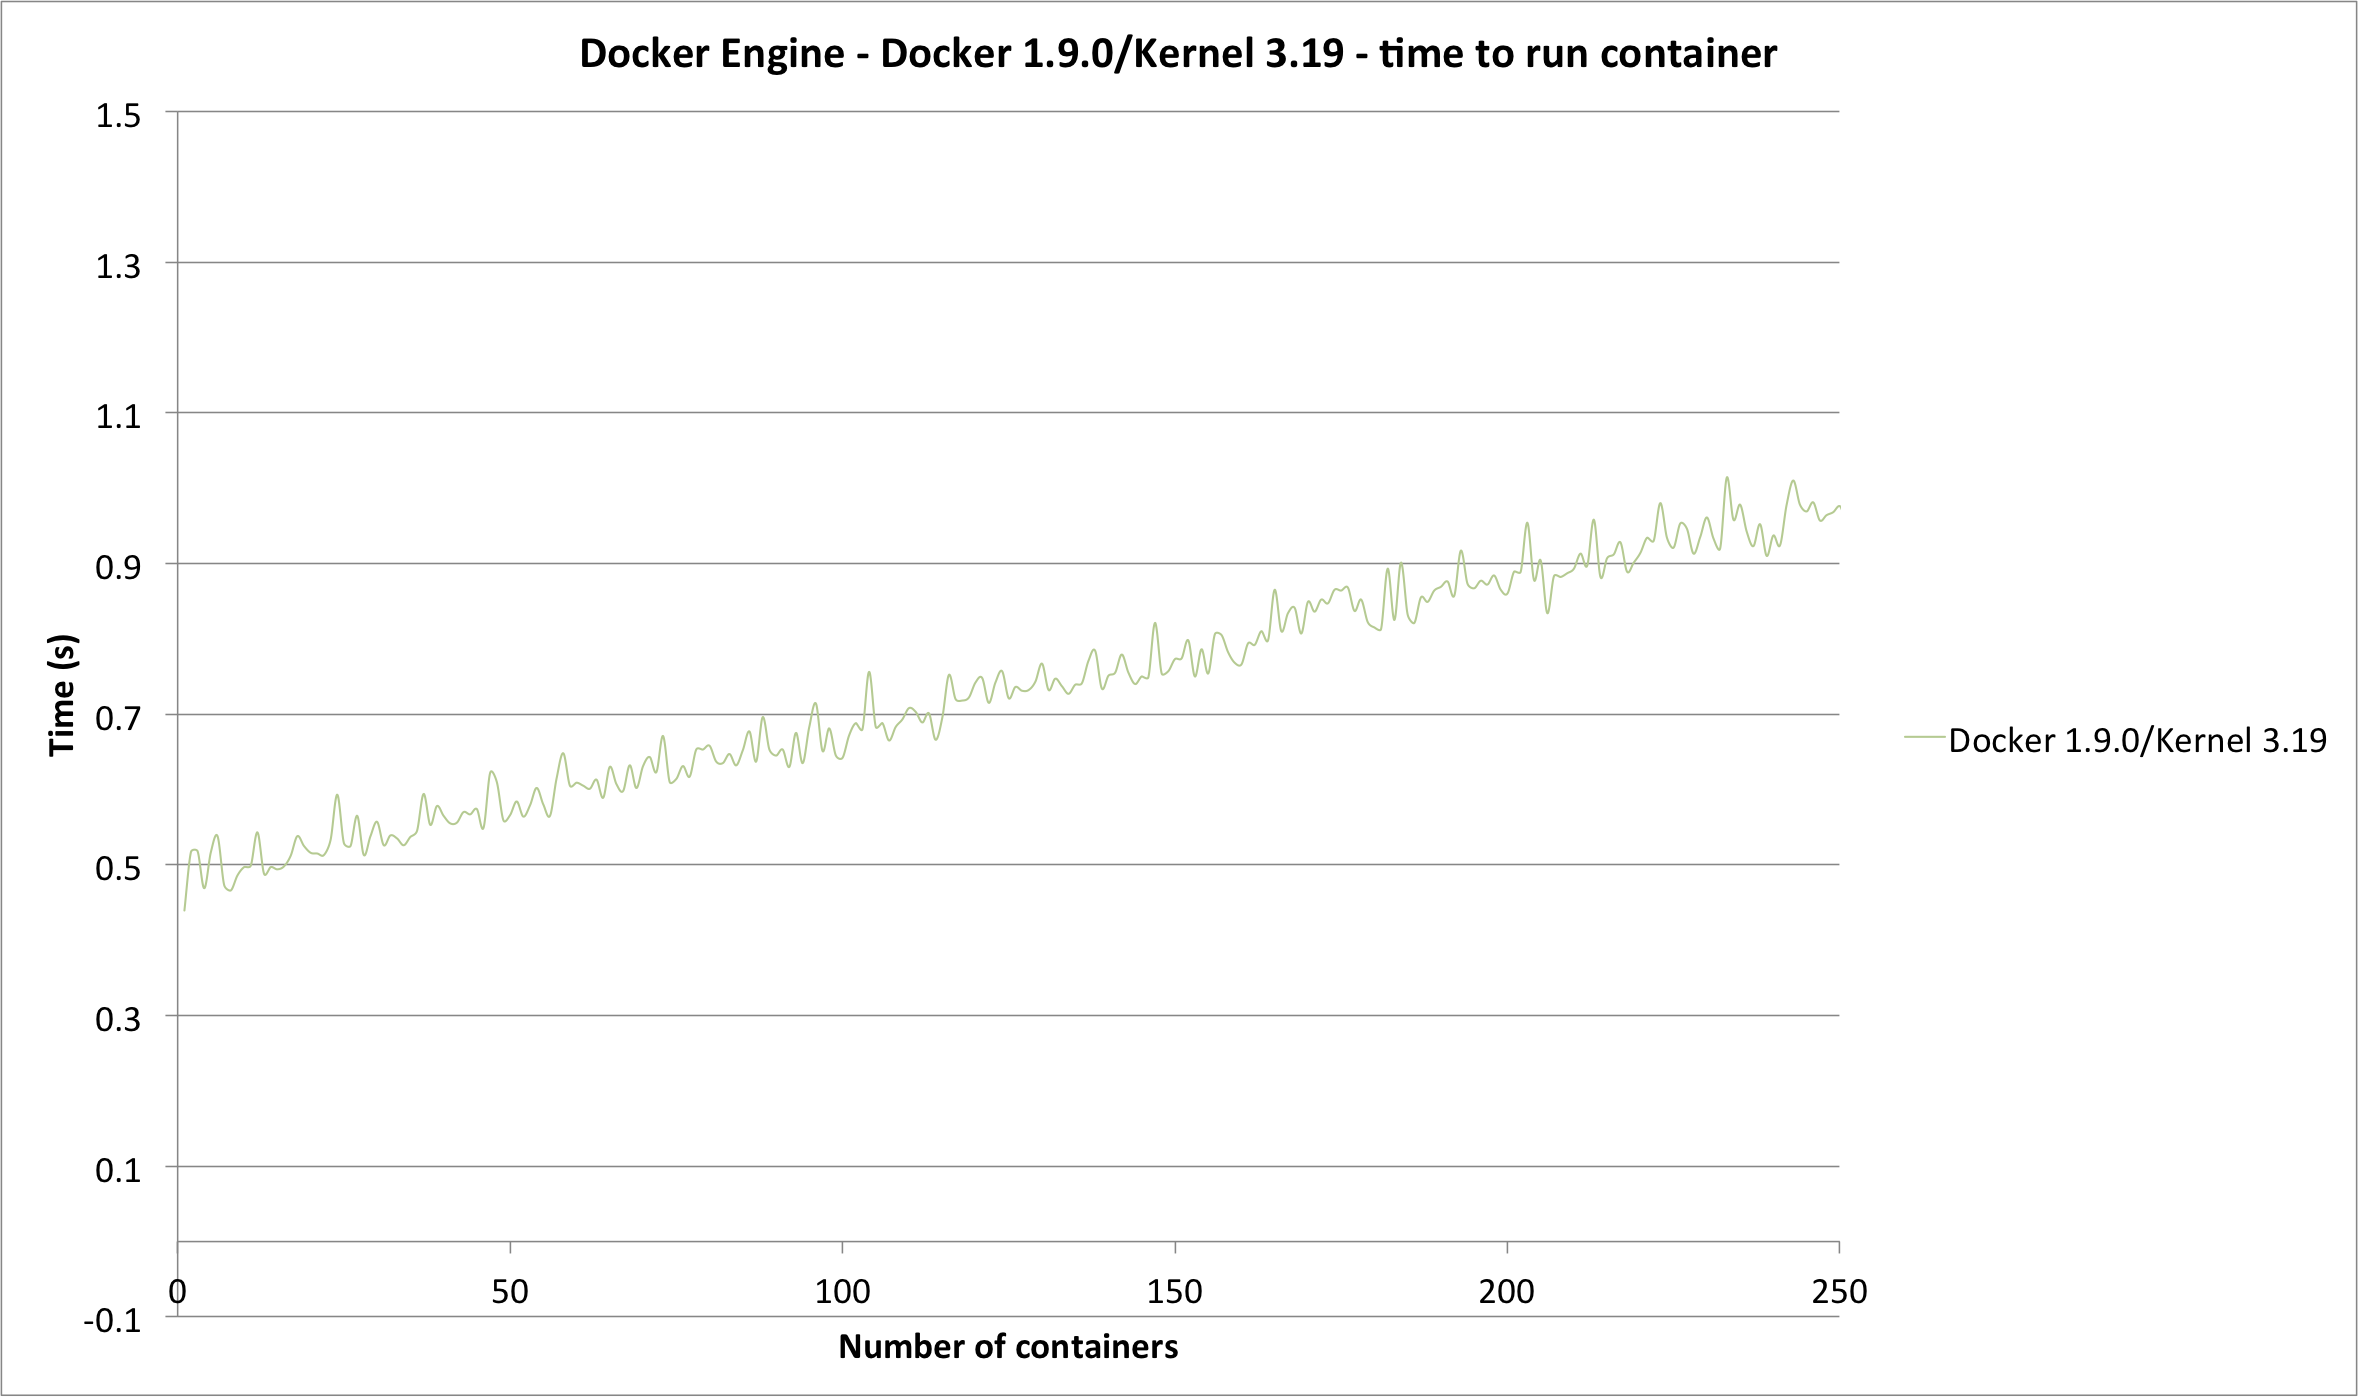 Docker Engine - Docker 1.9.0/Kernel 3.19 - time to run container
1.5
1.3
1.1
0.9
0.7
0.5
0.3
0.1
-0.1
Time (s)
Docker 1.9.0/Kernel 3.19
0 50 100 150 200 250
Number of containers